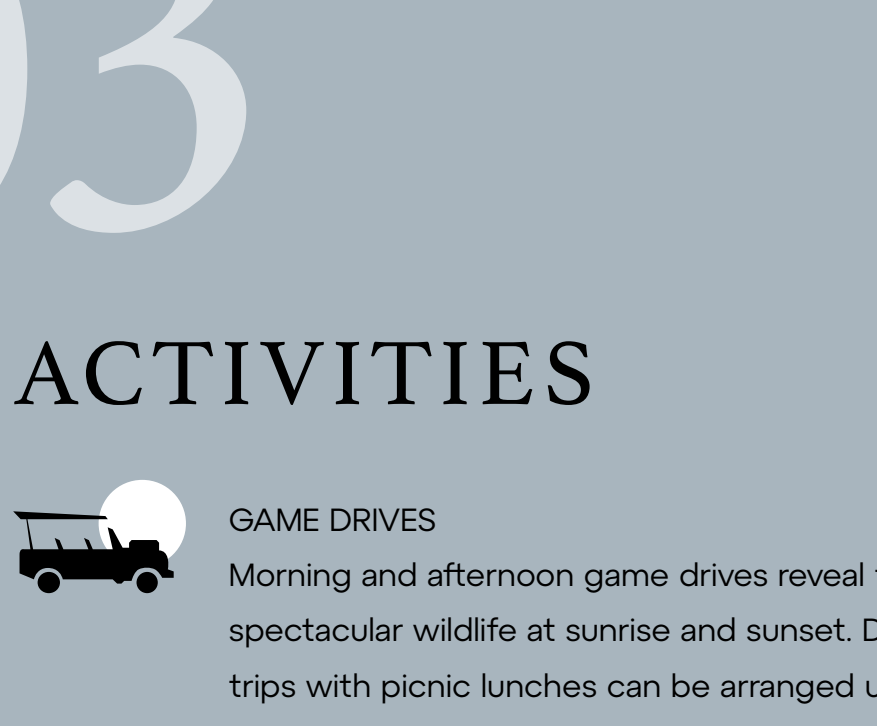 03
ACTIVITIES
GAME DRIVES
Morning and afternoon game drives reveal
spectacular wildlife at sunrise and sunset.
trips with picnic lunches can be arranged